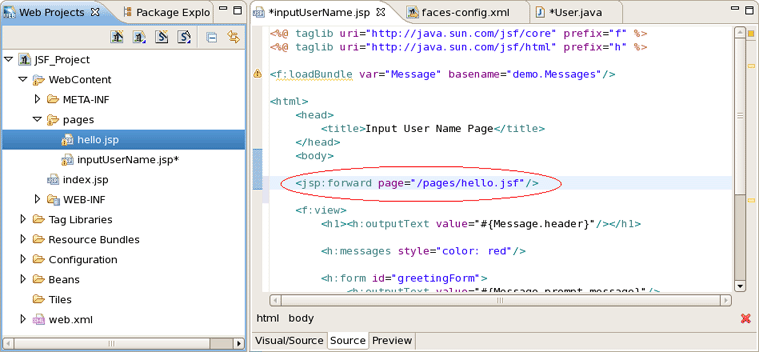 Web Projects
Package Explo
JSF_Project
WebContent
META-INF
pages
hello.jsp
inputUserName.jsp*
index.jsp
WEB-INF
Tag Libraries
Resource Bundles
Configuration
Beans
Tiles
web.xml
*inputUserName.jsp
faces-config.xml
*User.java
<%@ taglib uri="http://java.sun.com/jsf/core" prefix="f" %>
<%@ taglib uri="http://java.sun.com/jsf/html" prefix="h" %>
<f:loadBundle var="Message" basename="demo.Messages"/>
<html>
<head>
<title>Input User Name Page</title>
</head>
<body>
<jsp:forward page="/pages/hello.jsf"/>
<f:view>
<h1><h:outputText value="#{Message.header}"/></h1>
<h:messages style="color: red"/>
<h:form id="greetingForm">
<h:outputText value="#{Message.prompt_message}"/>
html body
Visual/Source Source Preview